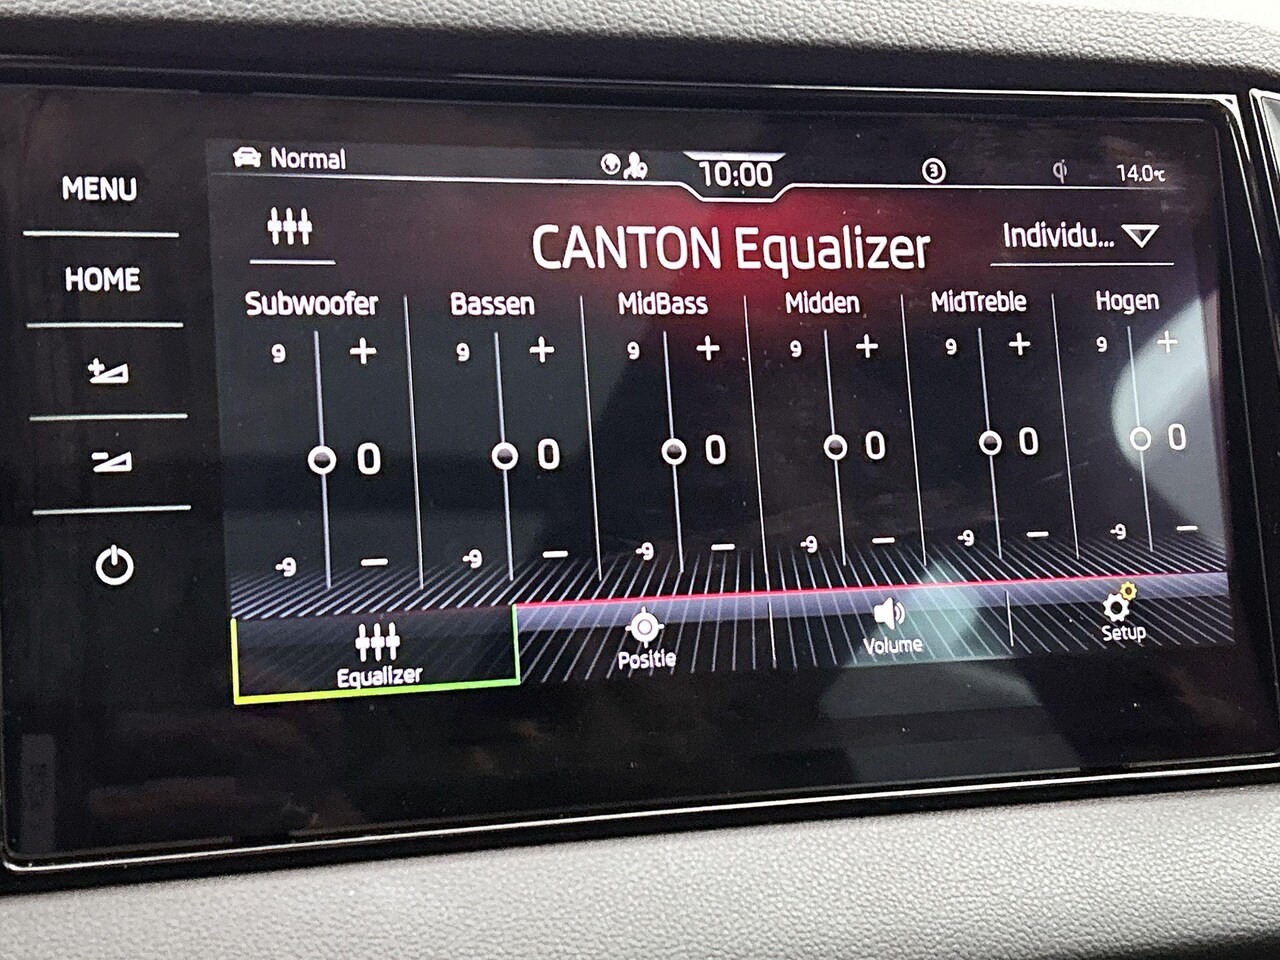 Normal 10:00 3 14.0°C
MENU
HOME
CANTON Equalizer
Individu...
Subwoofer Bassen MidBass Midden MidTreble Hogen
9 + 9 + 9 + 9 + 9 + 9 +
0 0 0 0 0 0
-9 − -9 − -9 − -9 − -9 − -9 −
Equalizer Positie Volume Setup